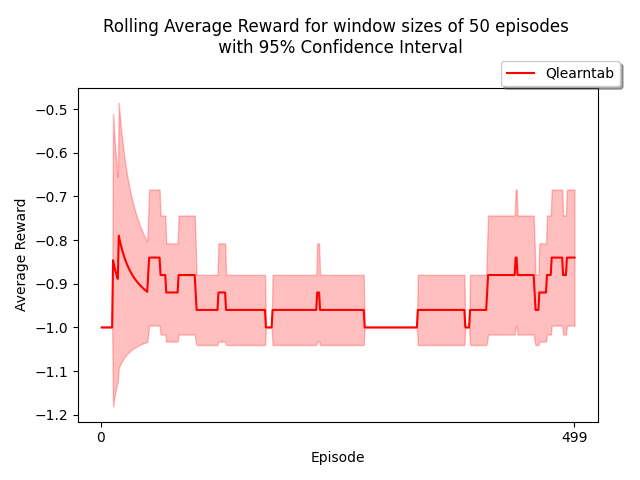 Rolling Average Reward for window sizes of 50 episodes
with 95% Confidence Interval
Qlearntab
Average Reward
−0.5
−0.6
−0.7
−0.8
−0.9
−1.0
−1.1
−1.2
0
499
Episode